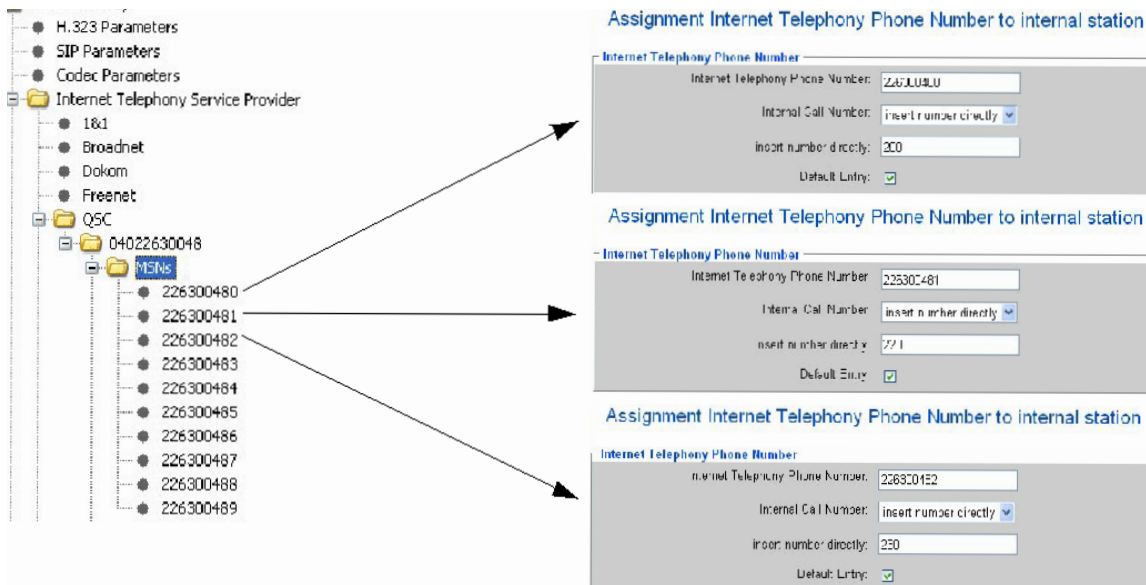 H.323 Parameters
SIP Parameters
Codec Parameters
Internet Telephony Service Provider
1&1
Broadnet
Dokom
Freenet
QSC
04022630048
MSNs
226300480
226300481
226300482
226300483
226300484
226300485
226300486
226300487
226300488
226300489
Assignment Internet Telephony Phone Number to internal station
Internet Telephony Phone Number
Internet Telephony Phone Number: 226300480
Internal Call Number: insert number directly
insert number directly: 200
Default Entry:
Assignment Internet Telephony Phone Number to internal station
Internet Telephony Phone Number
Internet Telephony Phone Number 226300481
Internal Call Number insert number directly
insert number directly
Default Entry
Assignment Internet Telephony Phone Number to internal station
Internet Telephony Phone Number
Internet Telephony Phone Number: 226300482
Internal Call Number: insert number directly
insert number directly: 230
Default Entry: